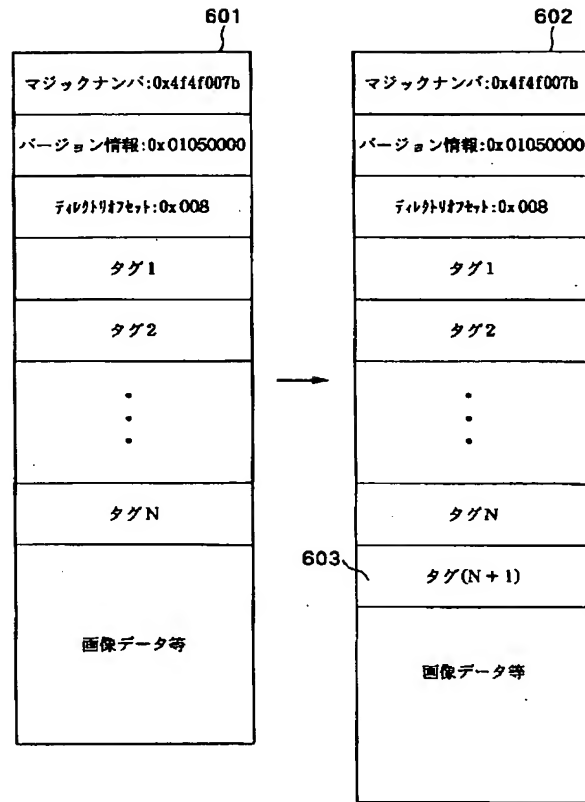 601
マジックナンバ:0x4f4f007b
バージョン情報:0x01050000
ディレクトリオフセット:0x008
タグ1
タグ2
タグN
画像データ等
602
マジックナンバ:0x4f4f007b
バージョン情報:0x01050000
ディレクトリオフセット:0x008
タグ1
タグ2
タグN
603
タグ(N+1)
画像データ等